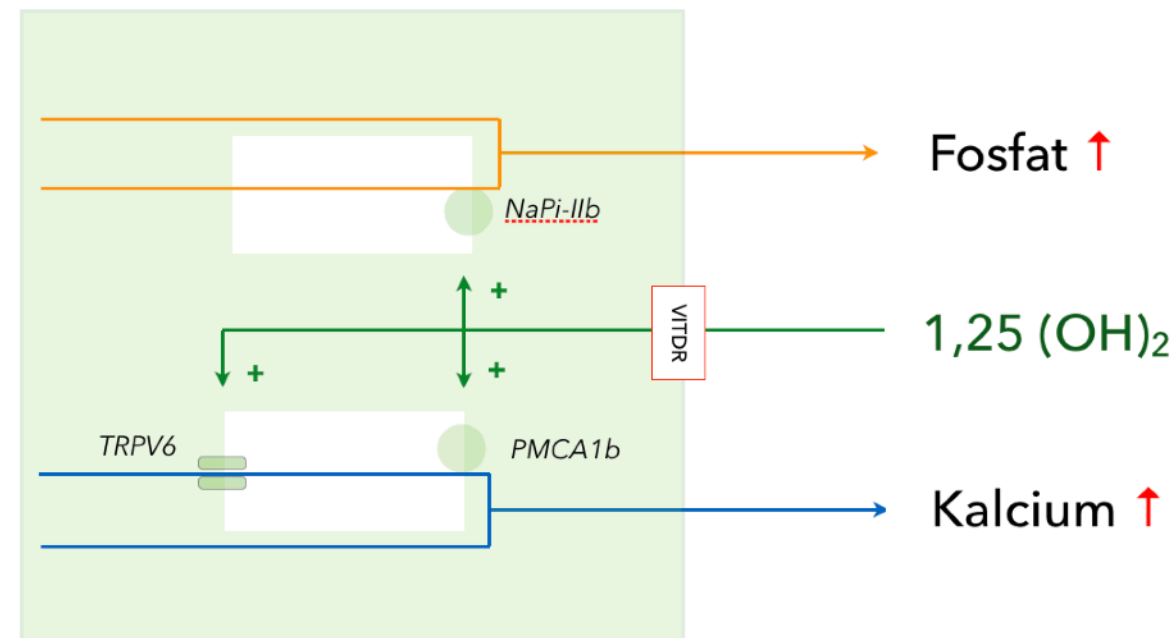 Fosfat ↑
NaPi-IIb
+
VITDR
1,25 (OH)₂
+
+
TRPV6
PMCA1b
Kalcium ↑